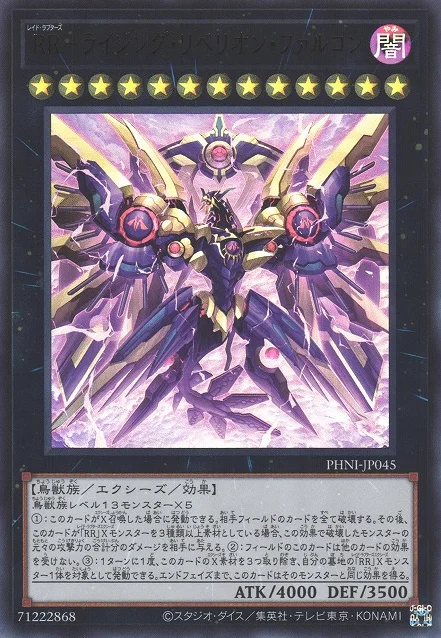 レイド・ラプターズ
RR－ライジング・リベリオン・ファルコン
やみ
闇
PHNI-JP045
【鳥獣族／エクシーズ／効果】
鳥獣族レベル１３モンスター×５
①：このカードがX召喚した場合に発動できる。相手フィールドのカードを全て破壊する。その後、
このカードが「RR」Xモンスターを３種類以上素材としている場合、この効果で破壊したモンスターの
元々の攻撃力の合計分のダメージを相手に与える。②：フィールドのこのカードは他のカードの効果
を受けない。③：１ターンに１度、このカードのX素材を３つ取り除き、自分の墓地の「RR」Xモン
スター１体を対象として発動できる。エンドフェイズまで、このカードはそのモンスターと同じ効果を得る。
ATK/4000 DEF/3500
71222868
©スタジオ・ダイス／集英社・テレビ東京・KONAMI